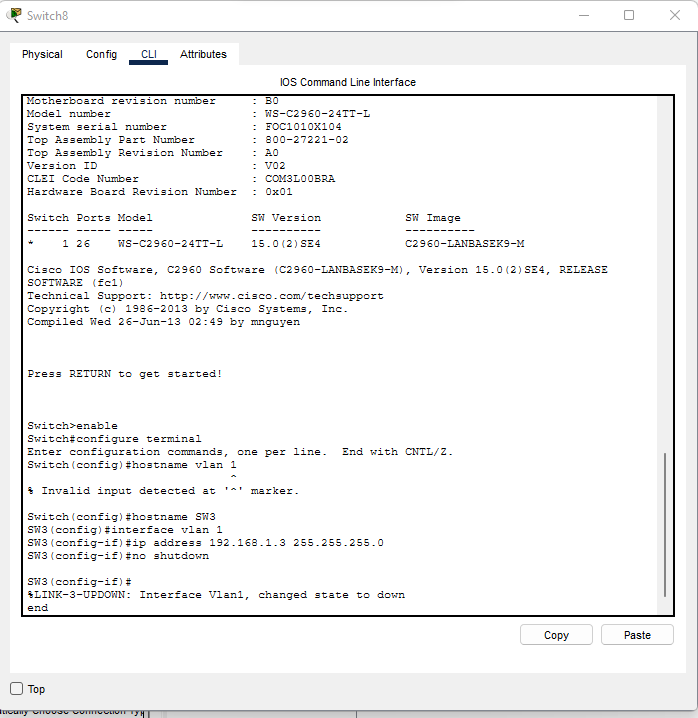 Switch8
Physical Config CLI Attributes
IOS Command Line Interface
Motherboard revision number : B0
Model number : WS-C2960-24TT-L
System serial number : FOC1010X104
Top Assembly Part Number : 800-27221-02
Top Assembly Revision Number : A0
Version ID : V02
CLEI Code Number : COM3L00BRA
Hardware Board Revision Number : 0x01
Switch Ports Model SW Version SW Image
------ ----- ----- ---------- ----------
* 1 26 WS-C2960-24TT-L 15.0(2)SE4 C2960-LANBASEK9-M
Cisco IOS Software, C2960 Software (C2960-LANBASEK9-M), Version 15.0(2)SE4, RELEASE
SOFTWARE (fc1)
Technical Support: http://www.cisco.com/techsupport
Copyright (c) 1986-2013 by Cisco Systems, Inc.
Compiled Wed 26-Jun-13 02:49 by mnguyen
Press RETURN to get started!
Switch>enable
Switch#configure terminal
Enter configuration commands, one per line. End with CNTL/Z.
Switch(config)#hostname vlan 1
^
% Invalid input detected at '^' marker.
Switch(config)#hostname SW3
SW3(config)#interface vlan 1
SW3(config-if)#ip address 192.168.1.3 255.255.255.0
SW3(config-if)#no shutdown
SW3(config-if)#
%LINK-3-UPDOWN: Interface Vlan1, changed state to down
end
Copy Paste
Top